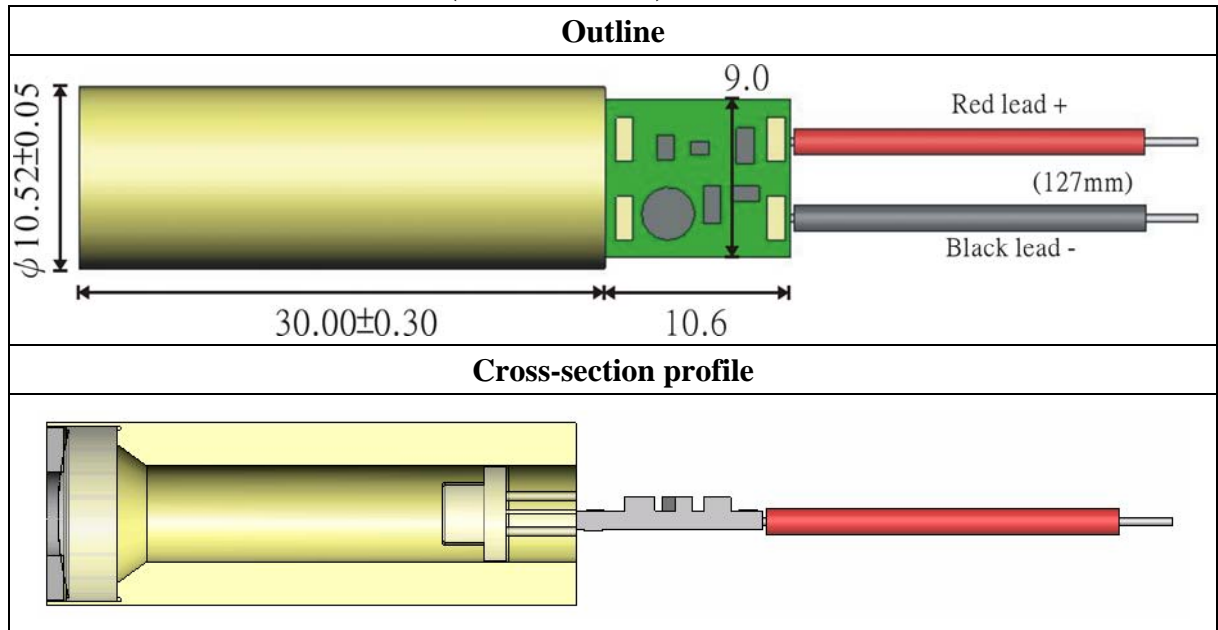 Outline
9.0
Red lead +
(127mm)
Black lead -
ψ10.52±0.05
30.00±0.30
10.6
Cross-section profile